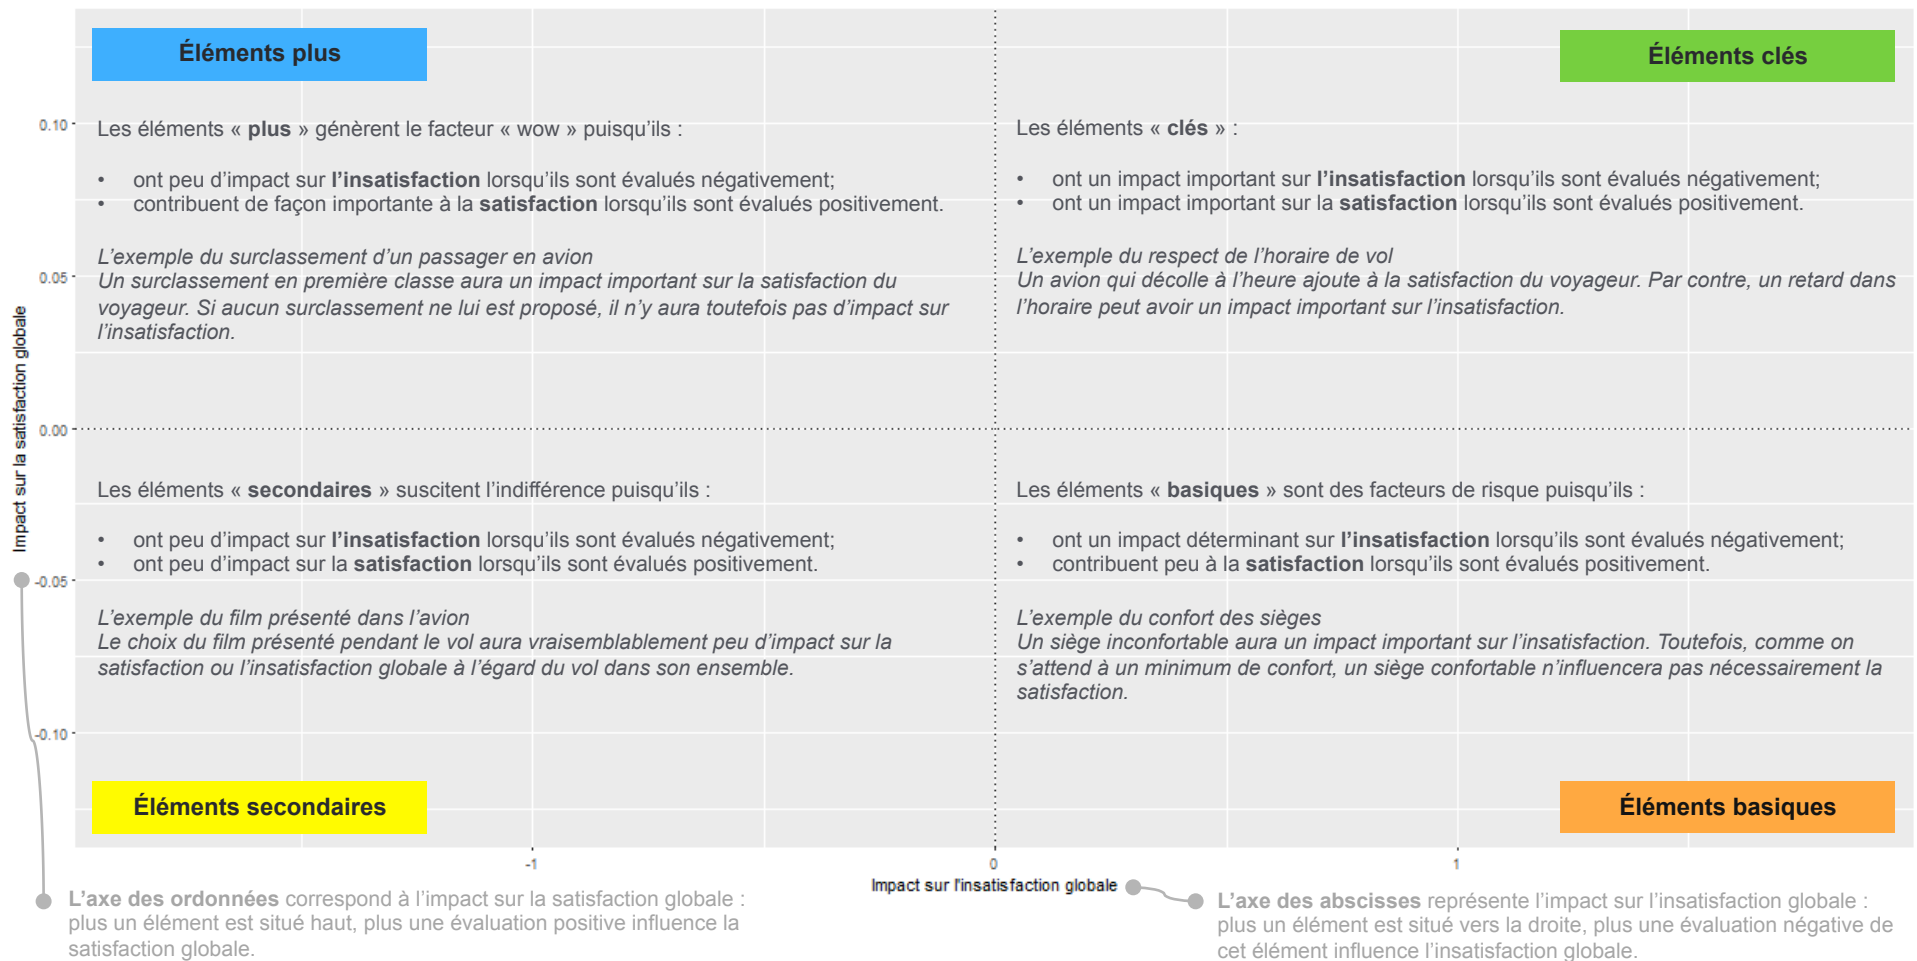 Éléments plus
Les éléments « plus » génèrent le facteur « wow » puisqu'ils :
• ont peu d'impact sur l'insatisfaction lorsqu'ils sont évalués négativement;
• contribuent de façon importante à la satisfaction lorsqu'ils sont évalués positivement.
L'exemple du surclassement d'un passager en avion
Un surclassement en première classe aura un impact important sur la satisfaction du
voyageur. Si aucun surclassement ne lui est proposé, il n'y aura toutefois pas d'impact sur
l'insatisfaction.
Éléments clés
Les éléments « clés » :
• ont un impact important sur l'insatisfaction lorsqu'ils sont évalués négativement;
• ont un impact important sur la satisfaction lorsqu'ils sont évalués positivement.
L'exemple du respect de l'horaire de vol
Un avion qui décolle à l'heure ajoute à la satisfaction du voyageur. Par contre, un retard dans
l'horaire peut avoir un impact important sur l'insatisfaction.
Les éléments « secondaires » suscitent l'indifférence puisqu'ils :
• ont peu d'impact sur l'insatisfaction lorsqu'ils sont évalués négativement;
• ont peu d'impact sur la satisfaction lorsqu'ils sont évalués positivement.
L'exemple du film présenté dans l'avion
Le choix du film présenté pendant le vol aura vraisemblablement peu d'impact sur la
satisfaction ou l'insatisfaction globale à l'égard du vol dans son ensemble.
Éléments secondaires
Les éléments « basiques » sont des facteurs de risque puisqu'ils :
• ont un impact déterminant sur l'insatisfaction lorsqu'ils sont évalués négativement;
• contribuent peu à la satisfaction lorsqu'ils sont évalués positivement.
L'exemple du confort des sièges
Un siège inconfortable aura un impact important sur l'insatisfaction. Toutefois, comme on
s'attend à un minimum de confort, un siège confortable n'influencera pas nécessairement la
satisfaction.
Éléments basiques
Impact sur la satisfaction globale
0.10
0.05
0.00
-0.05
-0.10
-1
0
1
Impact sur l'insatisfaction globale
L'axe des ordonnées correspond à l'impact sur la satisfaction globale :
plus un élément est situé haut, plus une évaluation positive influence la
satisfaction globale.
L'axe des abscisses représente l'impact sur l'insatisfaction globale :
plus un élément est situé vers la droite, plus une évaluation négative de
cet élément influence l'insatisfaction globale.